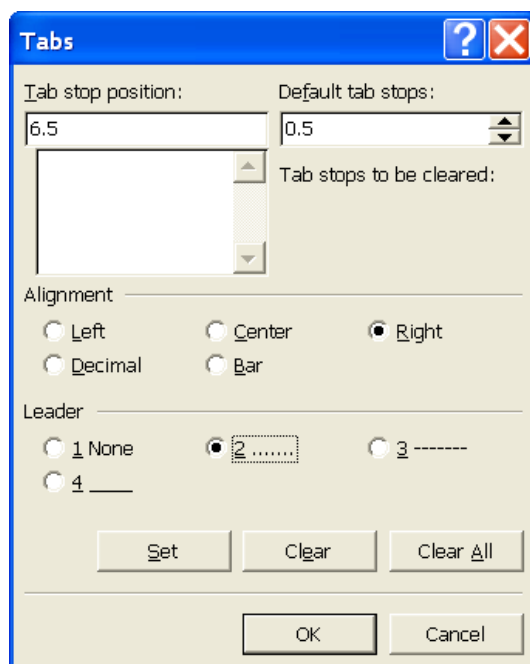 Tabs ?
Tab stop position: Default tab stops:
6.5 0.5
Tab stops to be cleared:
Alignment
Left Center Right
Decimal Bar
Leader
1 None 2 ....... 3 -------
4 ____
Set Clear Clear All
OK Cancel